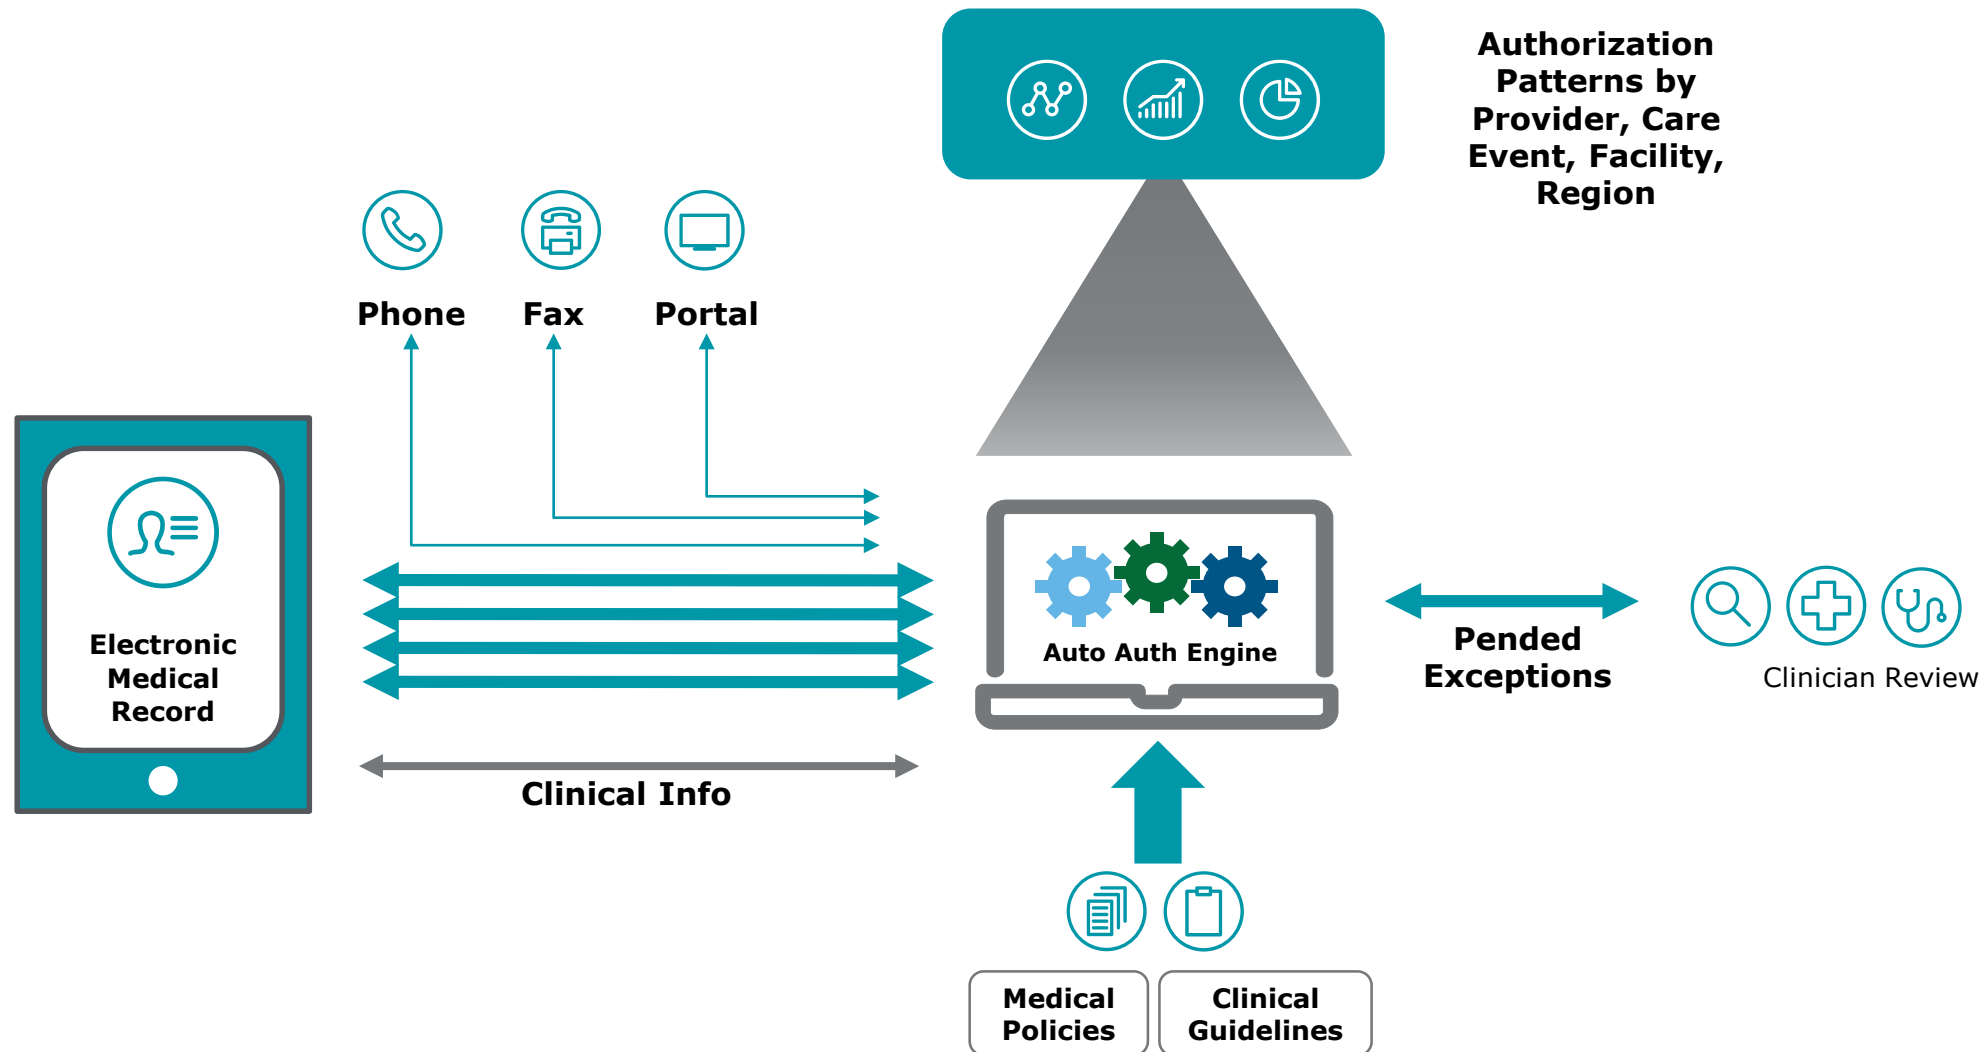 Authorization
Patterns by
Provider, Care
Event, Facility,
Region
Phone
Fax
Portal
Electronic
Medical
Record
Auto Auth Engine
Pended
Exceptions
Clinician Review
Clinical Info
Medical
Policies
Clinical
Guidelines